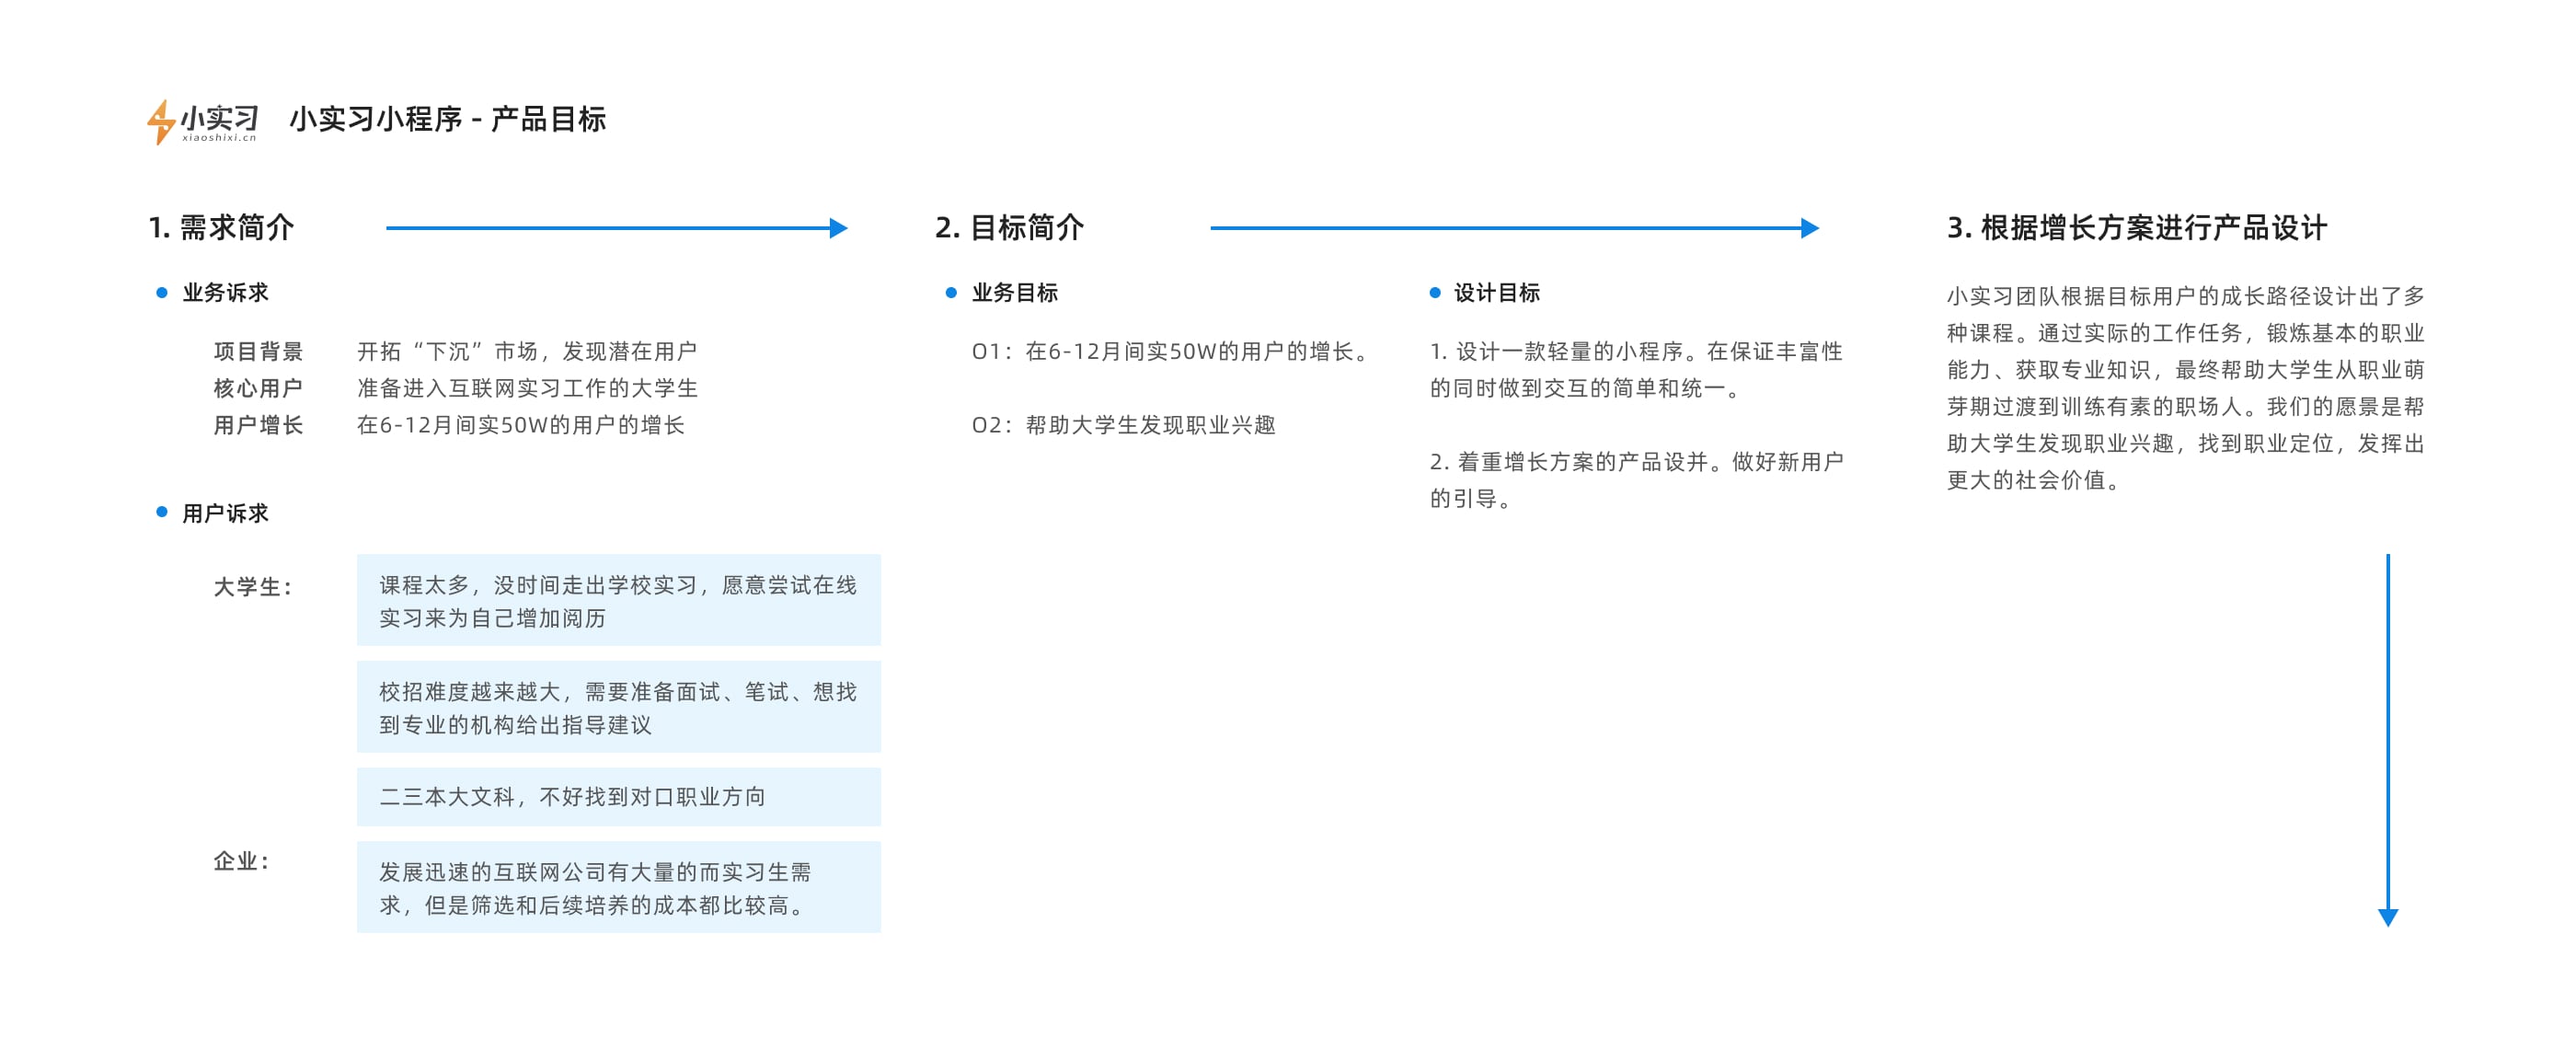 小实习
xiaoshixi.cn
小实习小程序 - 产品目标
1. 需求简介
业务诉求
项目背景 开拓“下沉”市场，发现潜在用户
核心用户 准备进入互联网实习工作的大学生
用户增长 在6-12月间实50W的用户的增长
用户诉求
大学生：
课程太多，没时间走出学校实习，愿意尝试在线
实习来为自己增加阅历
校招难度越来越大，需要准备面试、笔试、想找
到专业的机构给出指导建议
二三本大文科，不好找到对口职业方向
企业：
发展迅速的互联网公司有大量的而实习生需
求，但是筛选和后续培养的成本都比较高。
2. 目标简介
业务目标
O1：在6-12月间实50W的用户的增长。
O2：帮助大学生发现职业兴趣
设计目标
1. 设计一款轻量的小程序。在保证丰富性
的同时做到交互的简单和统一。
2. 着重增长方案的产品设并。做好新用户
的引导。
3. 根据增长方案进行产品设计
小实习团队根据目标用户的成长路径设计出了多
种课程。通过实际的工作任务，锻炼基本的职业
能力、获取专业知识，最终帮助大学生从职业萌
芽期过渡到训练有素的职场人。我们的愿景是帮
助大学生发现职业兴趣，找到职业定位，发挥出
更大的社会价值。